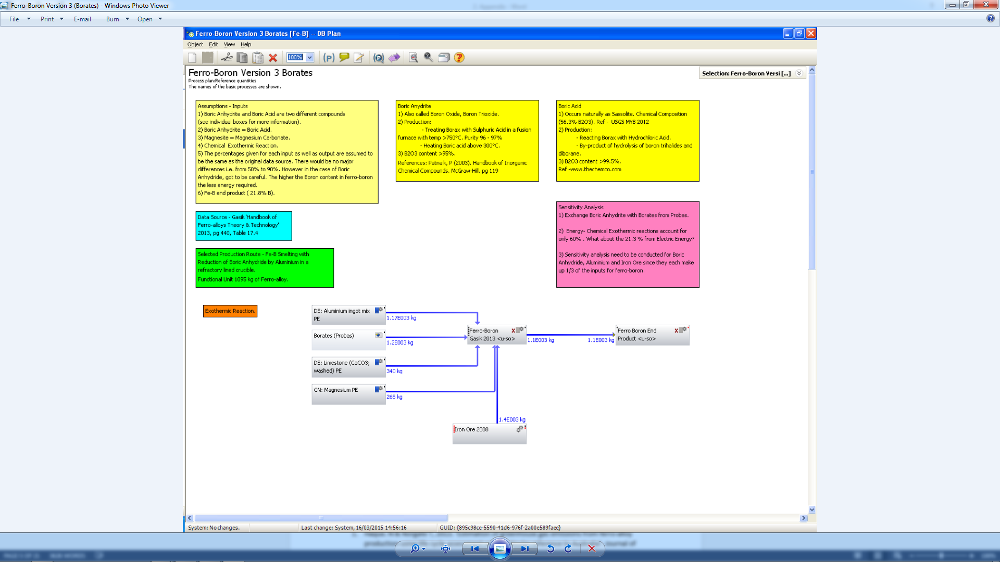 Ferro-Boron Version 3 (Borates) - Windows Photo Viewer
File Print E-mail Burn Open
Ferro-Boron Version 3 Borates [Fe-B] -- DB Plan
Object Edit View Help
100%
Ferro-Boron Version 3 Borates
Process plan:Reference quantities
The names of the basic processes are shown.
Selection: Ferro-Boron Versi [...]
Assumptions - Inputs
1) Boric Anhydrite and Boric Acid are two different compounds
(see individual boxes for more information).
2) Boric Anhydrite = Boric Acid.
3) Magnesite = Magnesium Carbonate.
4) Chemical Exothermic Reaction.
5) The percentages given for each input as well as output are assumed to
be the same as the original data source. There would be no major
differences i.e. from 50% to 90%. However in the case of Boric
Anhydride, got to be careful. The higher the Boron content in ferro-boron
the less energy required.
6) Fe-B end product ( 21.8% B).
Boric Anydrite
1) Also called Boron Oxide, Boron Trioxide.
2) Production:
- Treating Borax with Sulphuric Acid in a fusion
furnace with temp >750°C. Purity 96 - 97%
- Heating Boric acid above 300°C.
3) B2O3 content >95%.
References: Patnaik, P (2003). Handbook of Inorganic
Chemical Compounds. McGraw-Hill. pg 119
Boric Acid
1) Occurs naturally as Sassolite. Chemical Composition
(56.3% B2O3). Ref - USGS MYB 2012
2) Production:
- Reacting Borax with Hydrochloric Acid.
- By-product of hydrolysis of boron trihalides and
diborane.
3) B2O3 content >99.5%.
Ref -www.thechemco.com
Data Source - Gasik 'Handbook of
Ferro-alloys Theory & Technology'
2013, pg 440, Table 17.4
Selected Production Route - Fe-B Smelting with
Reduction of Boric Anhydride by Aluminium in a
refractory lined crucible.
Functional Unit 1095 kg of Ferro-alloy.
Sensitivity Analysis
1) Exchange Boric Anhydrite with Borates from Probas.
2) Energy- Chemical Exothermic reactions account for
only 60% . What about the 21.3 % from Electric Energy?
3) Sensitivity analysis need to be conducted for Boric
Anhydride, Aluminium and Iron Ore since they each make
up 1/3 of the inputs for ferro-boron.
Exothermic Reaction.
DE: Aluminium ingot mix
PE
1.17E003 kg
Borates (Probas)
1.2E003 kg
DE: Limestone (CaCO3;
washed) PE
340 kg
CN: Magnesium PE
265 kg
Ferro-Boron
Gasik 2013 <u-so>
1.1E003 kg
1.1E003 kg
Ferro Boron End
Product <u-so>
1.4E003 kg
Iron Ore 2008
System: No changes.
Last change: System, 16/03/2015 14:56:16
GUID: {895c98ce-5590-41d6-976f-2a00e589faee}